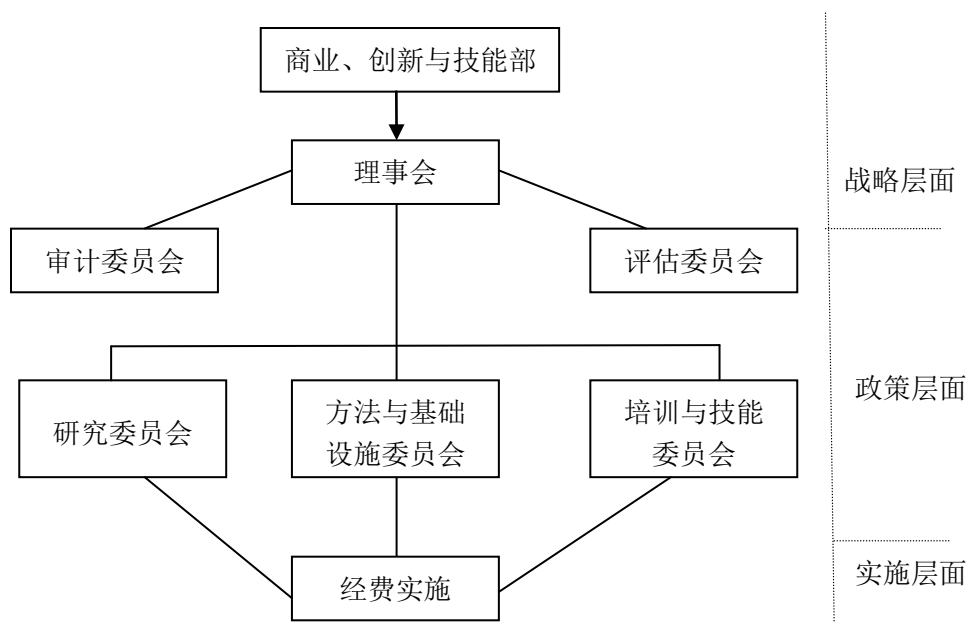 商业、创新与技能部
理事会
战略层面
审计委员会
评估委员会
政策层面
研究委员会
方法与基础
设施委员会
培训与技能
委员会
经费实施
实施层面